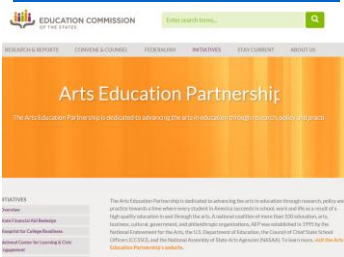 EDUCATION COMMISSION
OF THE STATES
Enter search terms...
RESEARCH & REPORTS
CONVENE & COUNSEL
FEDERALISM
INITIATIVES
STAY CURRENT
ABOUT US
Arts Education Partnership
The Arts Education Partnership is dedicated to advancing the arts in education through research, policy and practi
ITIATIVES
Overview
State Financial Aid Redesign
Blueprint for College Readiness
National Center for Learning & Civic
Engagement
The Arts Education Partnership is dedicated to advancing the arts in education through research, policy and
practice towards a time where every student in America succeeds in school, work and life as a result of a
high quality education in and through the arts. A national coalition of more than 100 education, arts,
business, cultural, government, and philanthropic organizations, AEP was established in 1995 by the
National Endowment for the Arts, the U.S. Department of Education, the Council of Chief State School
Officers (CCSSO), and the National Assembly of State Arts Agencies (NASAA). To learn more, visit the Arts
Education Partnership's website.